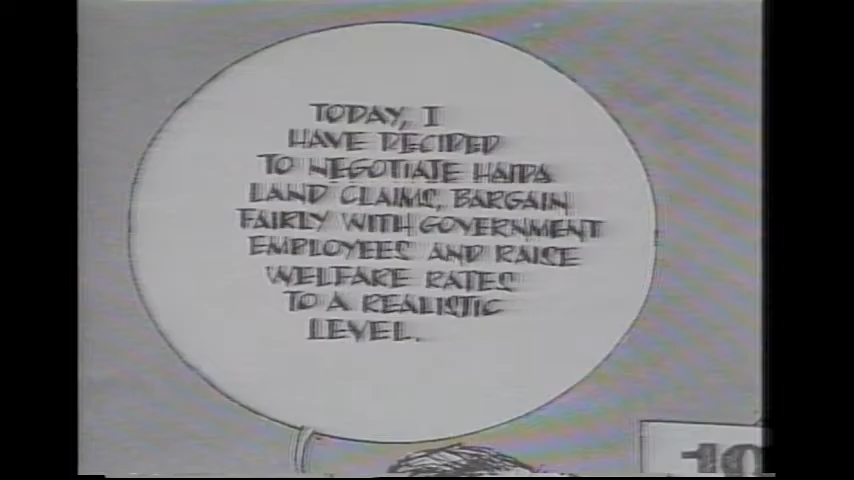 TODAY, I
HAVE DECIDED
TO NEGOTIATE HAIDA
LAND CLAIMS, BARGAIN
FAIRLY WITH GOVERNMENT
EMPLOYEES AND RAISE
WELFARE RATES
TO A REALISTIC
LEVEL.
10